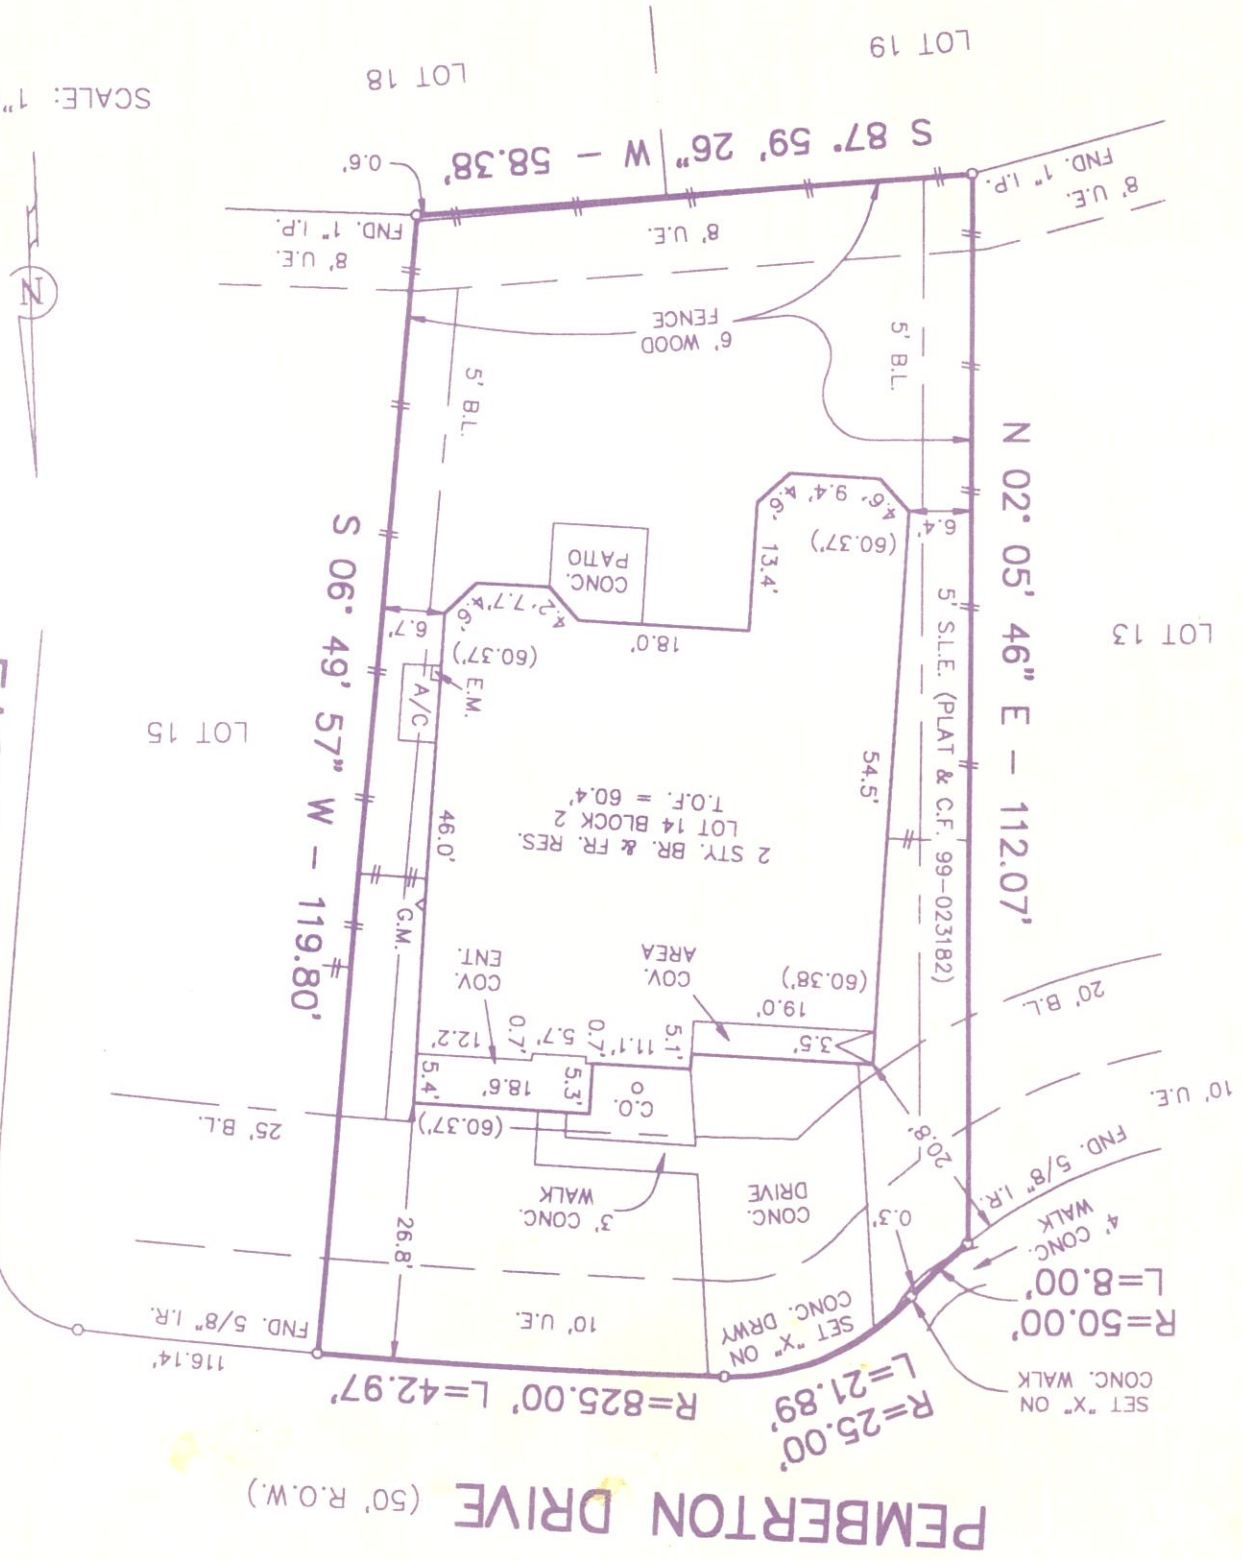 PEMBERTON DRIVE (50' R.O.W.)
R=25.00'
L=21.89'
R=825.00' L=42.97'
SET "X" ON
CONC. WALK
R=50.00'
L=8.00'
4' CONC.
WALK
FND. 5/8" I.R.
SET "X" ON
CONC. DRWY
116.14'
FND. 5/8" I.R.
10' U.E.
10' U.E.
0.3'
20.8'
26.8'
CONC.
DRIVE
3' CONC.
WALK
25' B.L.
20' B.L.
(60.37')
C.O.
5.3'
18.6'
5.4'
3.5'
19.0'
5.1'
11.1'
0.7'
5.7'
0.7'
12.2'
(60.38')
COV.
AREA
COV.
ENT.
G.M.
N 02° 05' 46" E – 112.07'
5' S.L.E. (PLAT & C.F. 99-023182)
54.5'
2 STY. BR. & FR. RES.
LOT 14 BLOCK 2
T.O.F. = 60.4'
46.0'
S 06° 49' 57" W – 119.80'
LOT 13
LOT 15
A/C
E.M.
(60.37')
6.7'
18.0'
4.2'
7.7'
4.6'
CONC.
PATIO
13.4'
(60.37')
6.4'
4.6'
9.4'
4.6'
5' B.L.
5' B.L.
6' WOOD
FENCE
8' U.E.
8' U.E.
FND. 1" I.P.
8' U.E.
FND. 1" I.P.
0.6'
S 87° 59' 26" W – 58.38'
N
LOT 19
LOT 18
SCALE: 1"